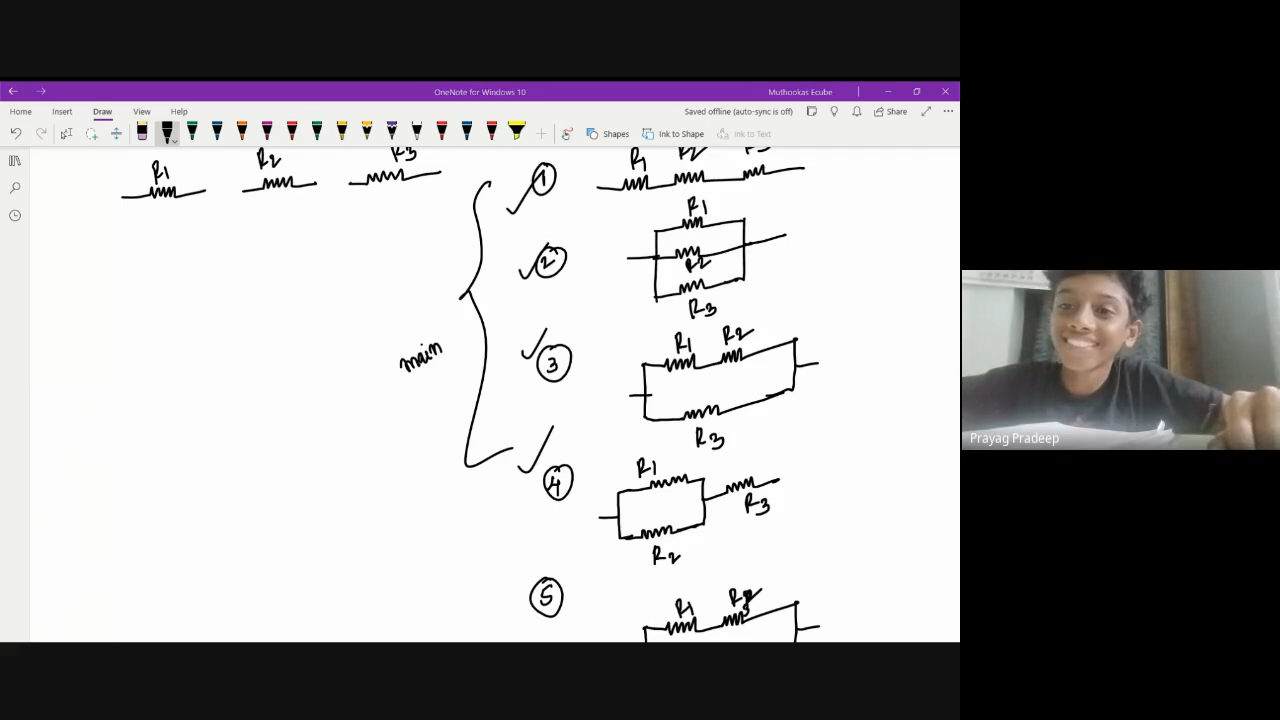 OneNote for Windows 10
Muthookas Ecube
Home Insert Draw View Help
Saved offline (auto-sync is off)
Share
Shapes
Ink to Shape
Ink to Text
R1 R2 R3
1 R1 R2
2 R1
R2
R3
main
3 R1 R2
R3
4 R1
R3
R2
5 R1
Prayag Pradeep